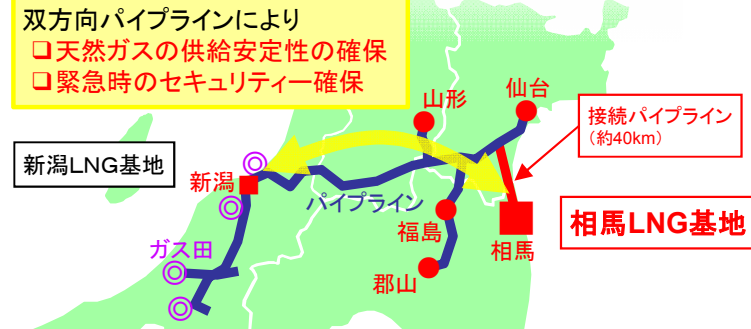 双方向パイプラインにより
❑天然ガスの供給安定性の確保
❑緊急時のセキュリティー確保
仙台
山形
接続パイプライン
(約40km)
新潟LNG基地
新潟
パイプライン
福島
相馬
相馬LNG基地
ガス田
郡山